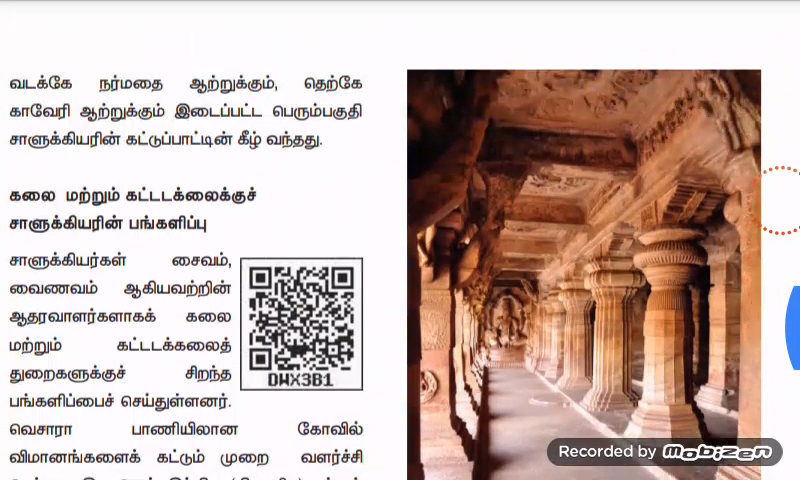 வடக்கே நர்மதை ஆற்றுக்கும், தெற்கே
காவேரி ஆற்றுக்கும் இடைப்பட்ட பெரும்பகுதி
சாளுக்கியரின் கட்டுப்பாட்டின் கீழ் வந்தது.
கலை மற்றும் கட்டடக்லைக்குச்
சாளுக்கியரின் பங்களிப்பு
சாளுக்கியர்கள் சைவம்,
வைணவம் ஆகியவற்றின்
ஆதரவாளர்களாகக் கலை
மற்றும் கட்டடக்கலைத்
துறைகளுக்குச் சிறந்த
பங்களிப்பைச் செய்துள்ளனர்.
வெசாரா பாணியிலான கோவில்
விமானங்களைக் கட்டும் முறை வளர்ச்சி
DWX3B1
Recorded by mobizen